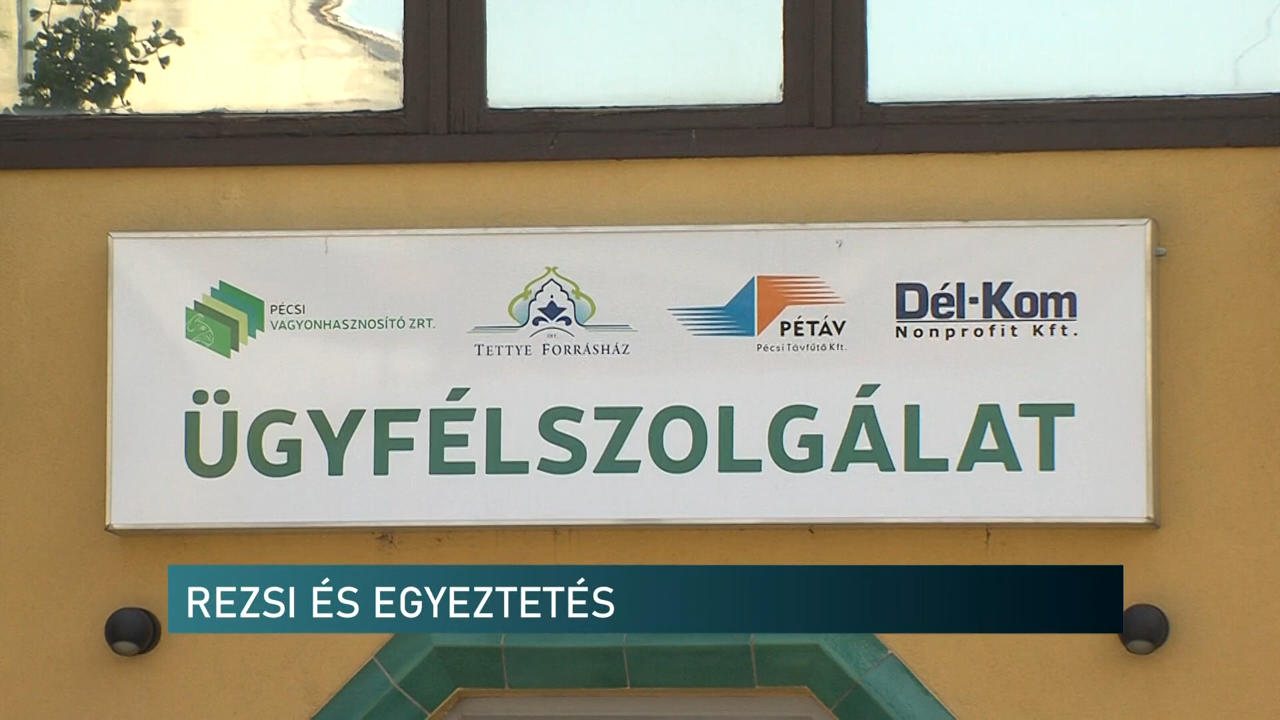 PÉCSI
VAGYONHASZNOSÍTÓ ZRT.
TETTYE FORRÁSHÁZ
PÉTÁV
Pécsi Távfűtő Kft.
Dél-Kom
Nonprofit Kft.
ÜGYFÉLSZOLGÁLAT
REZSI ÉS EGYEZTETÉS